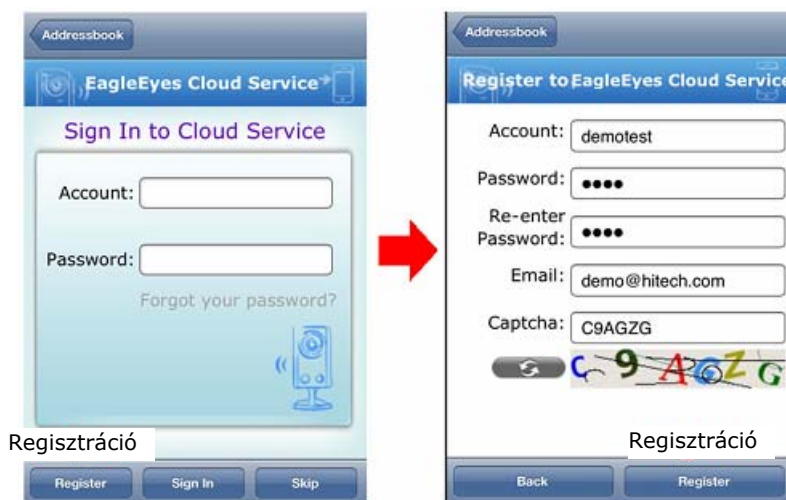 Addressbook
EagleEyes Cloud Service
Sign In to Cloud Service
Account:
Password:
Forgot your password?
Regisztráció
Register
Sign In
Skip
Addressbook
Register to EagleEyes Cloud Service
Account: demotest
Password: ••••
Re-enter
Password: ••••
Email: demo@hitech.com
Captcha: C9AGZG
C 9 A G Z G
Regisztráció
Back
Register